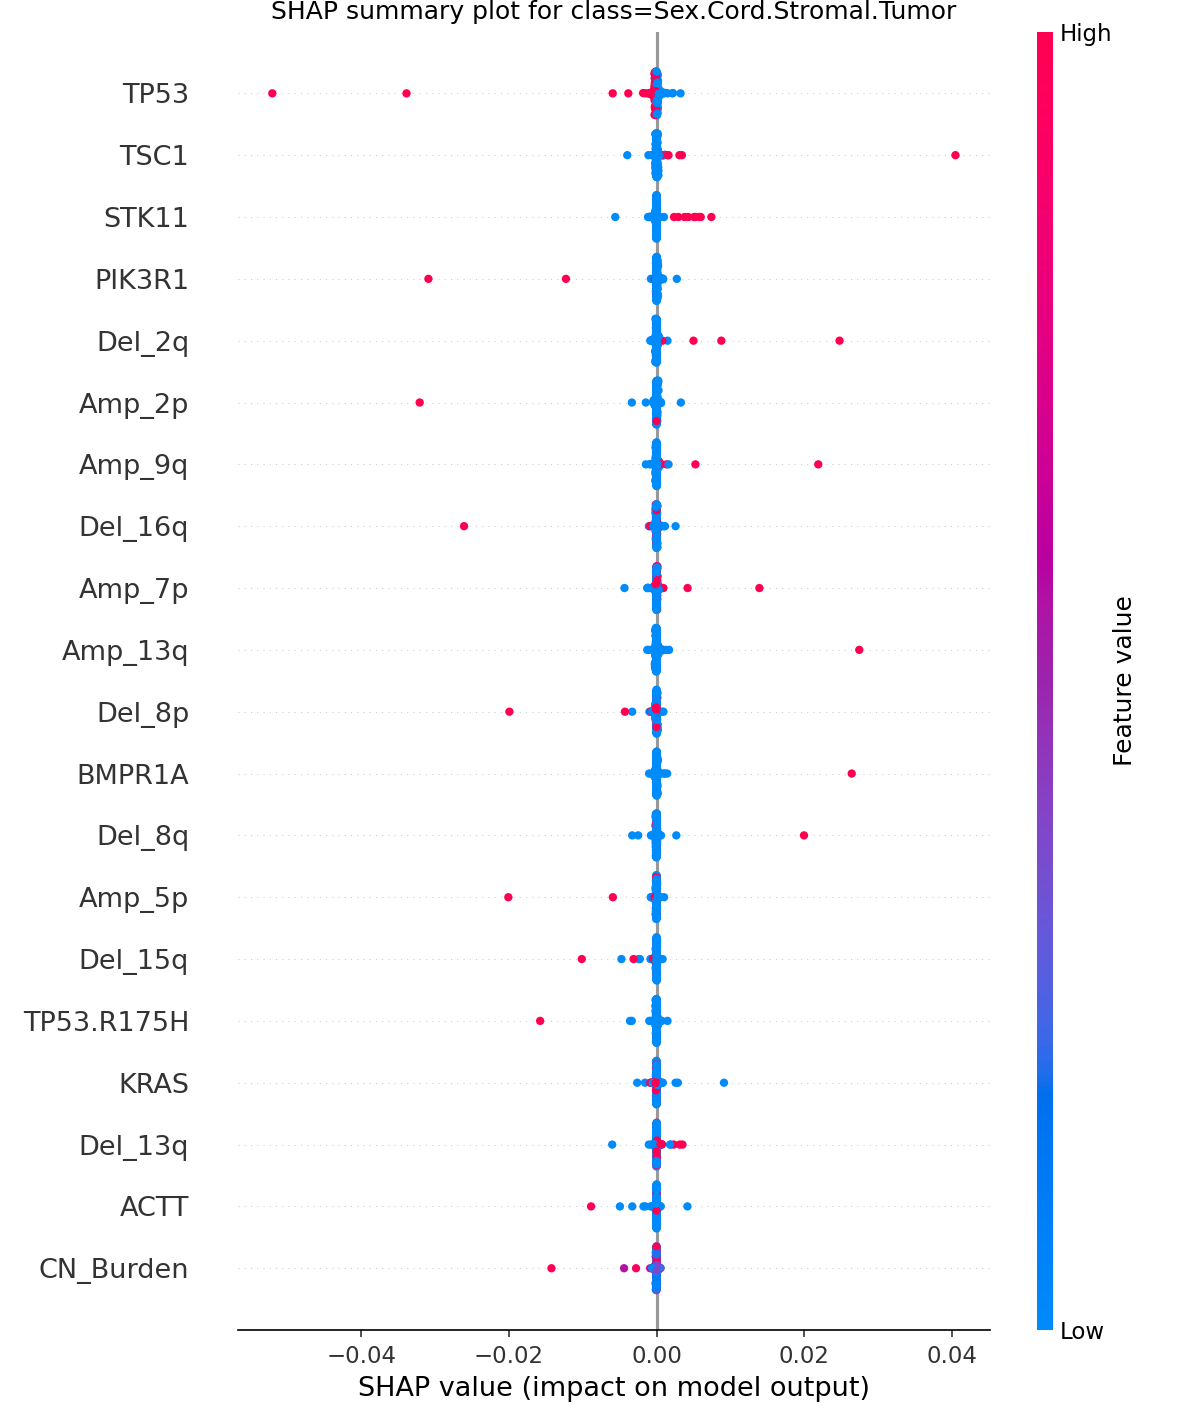 SHAP summary plot for class=Sex.Cord.Stromal.Tumor
High
TP53
TSC1
STK11
PIK3R1
Del_2q
Amp_2p
Amp_9q
Del_16q
Amp_7p
Amp_13q
Del_8p
BMPR1A
Del_8q
Amp_5p
Del_15q
TP53.R175H
KRAS
Del_13q
ACTT
CN_Burden
Feature value
Low
−0.04 −0.02 0.00 0.02 0.04
SHAP value (impact on model output)